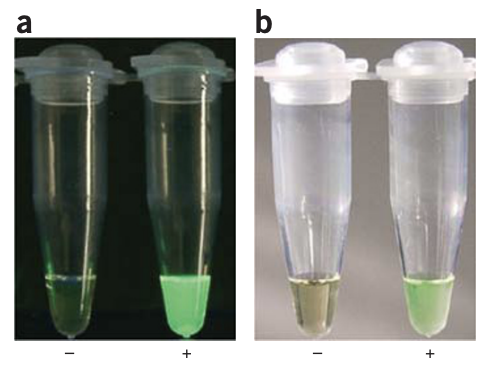 a b
− + − +